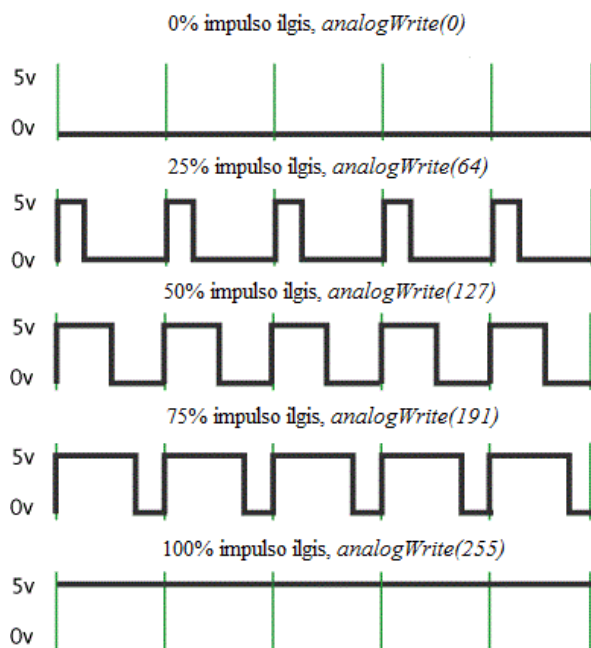 0% impulso ilgis, analogWrite(0)
5v
0v
25% impulso ilgis, analogWrite(64)
5v
0v
50% impulso ilgis, analogWrite(127)
5v
0v
75% impulso ilgis, analogWrite(191)
5v
0v
100% impulso ilgis, analogWrite(255)
5v
0v